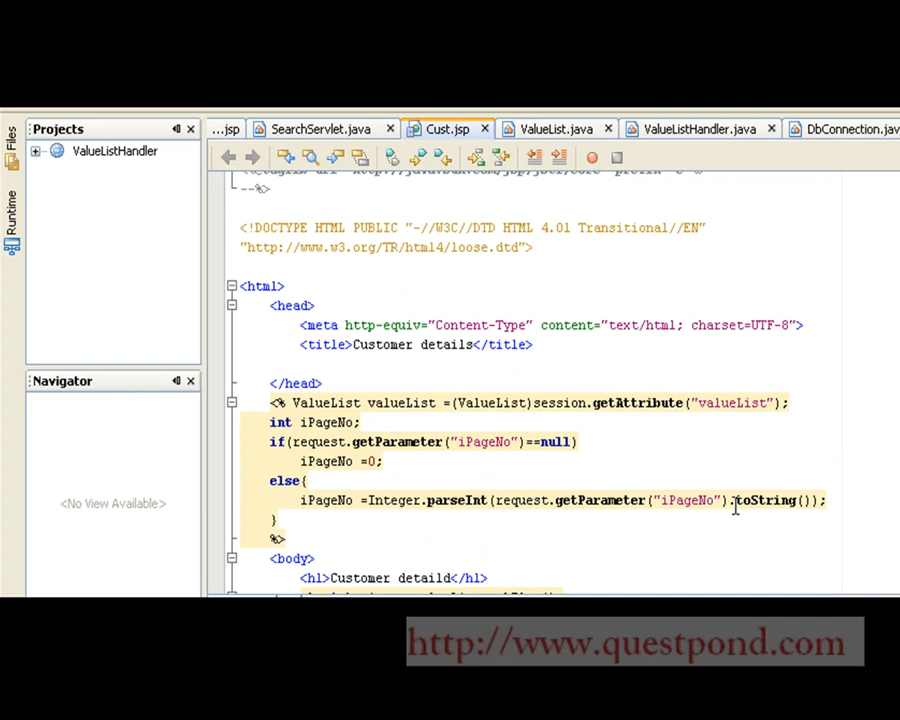 Projects
...jsp
SearchServlet.java
Cust.jsp
ValueList.java
ValueListHandler.java
DbConnection.jav
Files
ValueListHandler
Runtime
--%>
<!DOCTYPE HTML PUBLIC "-//W3C//DTD HTML 4.01 Transitional//EN"
"http://www.w3.org/TR/html4/loose.dtd">
<html>
<head>
<meta http-equiv="Content-Type" content="text/html; charset=UTF-8">
<title>Customer details</title>
Navigator
</head>
<% ValueList valueList =(ValueList)session.getAttribute("valueList");
int iPageNo;
if(request.getParameter("iPageNo")==null)
iPageNo =0;
else{
<No View Available>
iPageNo =Integer.parseInt(request.getParameter("iPageNo").toString());
}
%>
<body>
<h1>Customer detaild</h1>
http://www.questpond.com